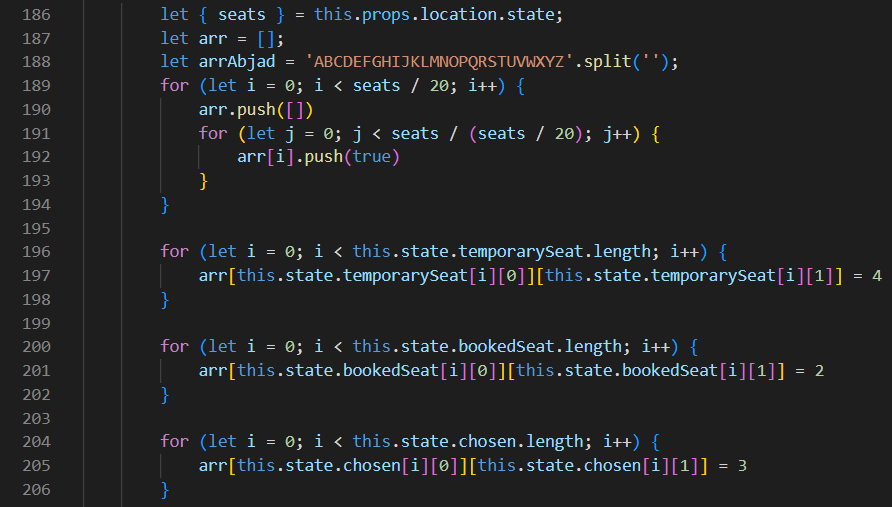 186 let { seats } = this.props.location.state;
187 let arr = [];
188 let arrAbjad = 'ABCDEFGHIJKLMNOPQRSTUVWXYZ'.split('');
189 for (let i = 0; i < seats / 20; i++) {
190 arr.push([])
191 for (let j = 0; j < seats / (seats / 20); j++) {
192 arr[i].push(true)
193 }
194 }
195
196 for (let i = 0; i < this.state.temporarySeat.length; i++) {
197 arr[this.state.temporarySeat[i][0]][this.state.temporarySeat[i][1]] = 4
198 }
199
200 for (let i = 0; i < this.state.bookedSeat.length; i++) {
201 arr[this.state.bookedSeat[i][0]][this.state.bookedSeat[i][1]] = 2
202 }
203
204 for (let i = 0; i < this.state.chosen.length; i++) {
205 arr[this.state.chosen[i][0]][this.state.chosen[i][1]] = 3
206 }